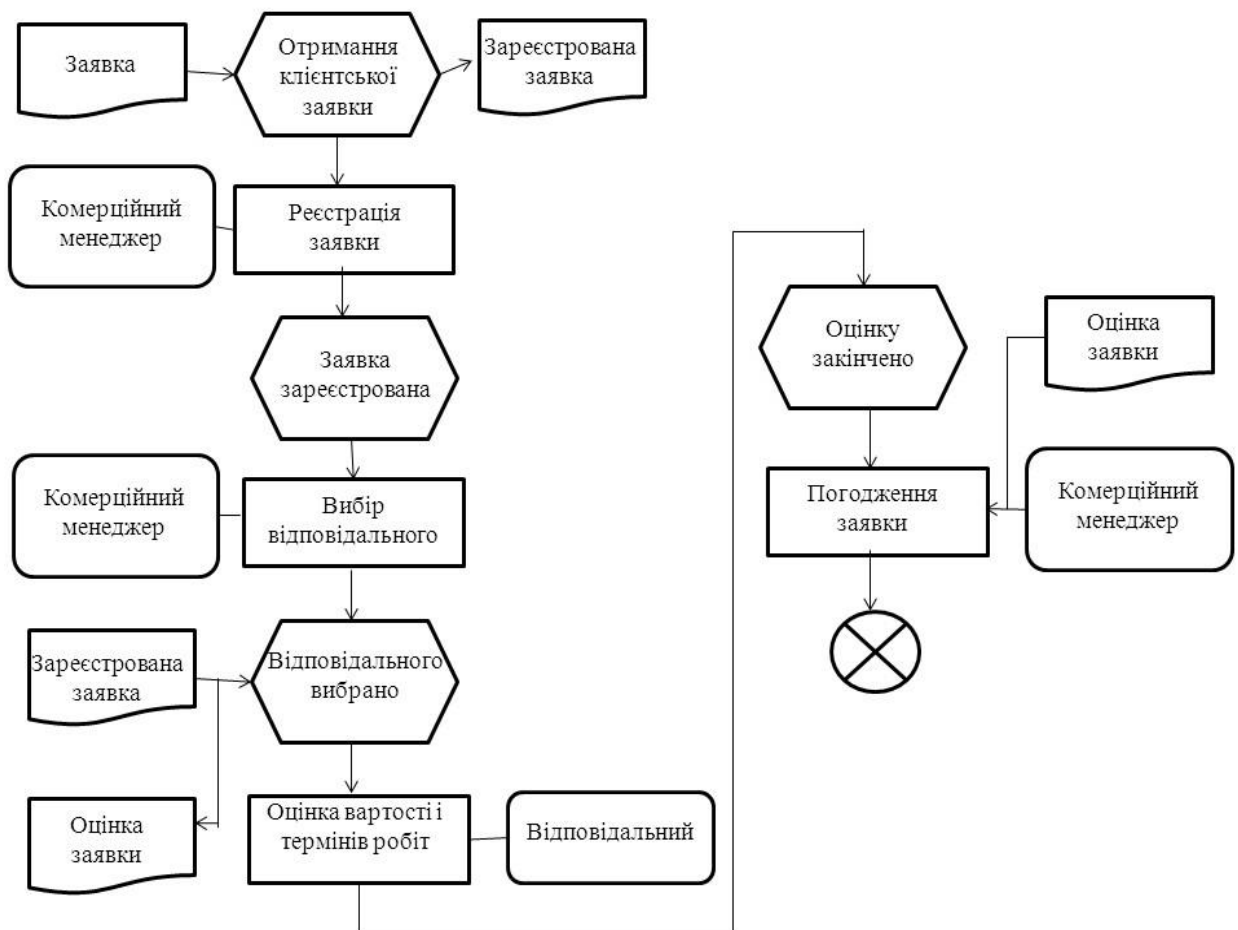 Заявка
Отримання
клієнтської
заявки
Зареєстрована
заявка
Комерційний
менеджер
Реєстрація
заявки
Заявка
зареєстрована
Комерційний
менеджер
Вибір
відповідального
Зареєстрована
заявка
Відповідального
вибрано
Оцінка
заявки
Оцінка вартості і
термінів робіт
Відповідальний
Оцінку
закінчено
Оцінка
заявки
Погодження
заявки
Комерційний
менеджер